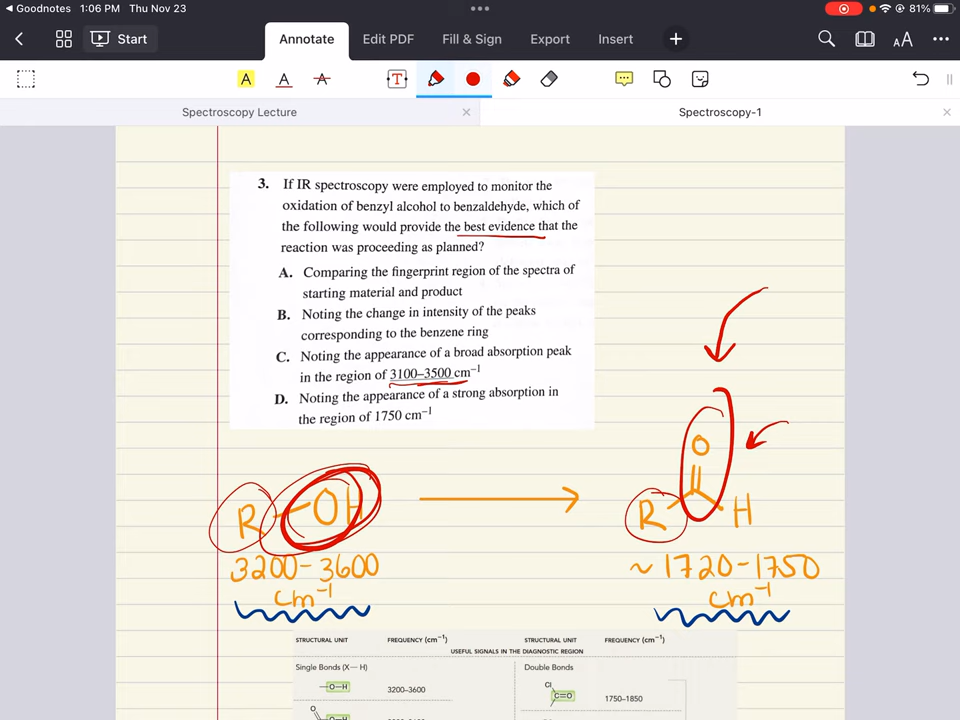 Goodnotes 1:06 PM Thu Nov 23 81%
Start Annotate Edit PDF Fill & Sign Export Insert AA
A A A T
Spectroscopy Lecture Spectroscopy-1
3. If IR spectroscopy were employed to monitor the
oxidation of benzyl alcohol to benzaldehyde, which of
the following would provide the best evidence that the
reaction was proceeding as planned?
A. Comparing the fingerprint region of the spectra of
starting material and product
B. Noting the change in intensity of the peaks
corresponding to the benzene ring
C. Noting the appearance of a broad absorption peak
in the region of 3100–3500 cm⁻¹
D. Noting the appearance of a strong absorption in
the region of 1750 cm⁻¹
O
R-OH R H
3200-3600 ~1720-1750
cm⁻¹ cm⁻¹
STRUCTURAL UNIT FREQUENCY (cm⁻¹) STRUCTURAL UNIT FREQUENCY (cm⁻¹)
USEFUL SIGNALS IN THE DIAGNOSTIC REGION
Single Bonds (X—H) Double Bonds
—O—H 3200–3600 Cl C=O 1750–1850
O